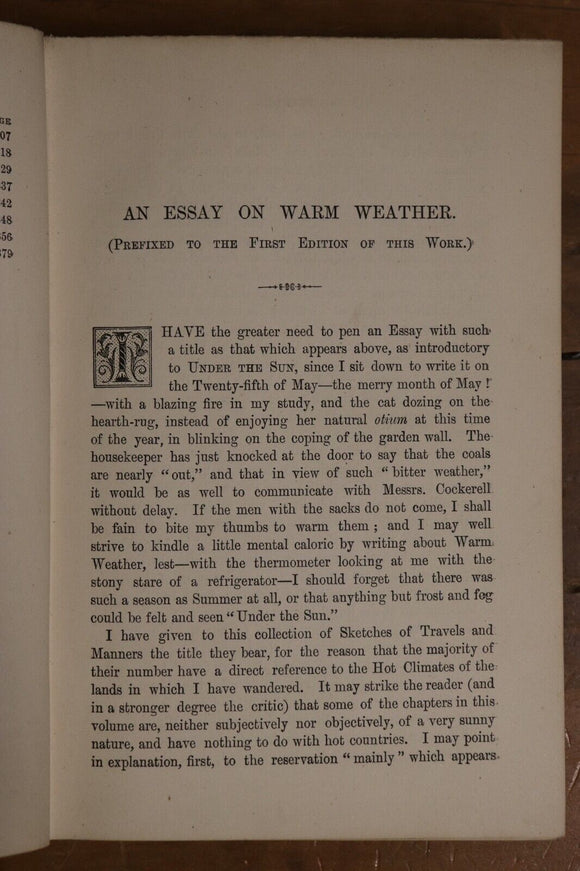 GE
07
18
29
37
42
48
56
79
AN ESSAY ON WARM WEATHER.
(PREFIXED TO THE FIRST EDITION OF THIS WORK.)
I HAVE the greater need to pen an Essay with such
a title as that which appears above, as introductory
to UNDER THE SUN, since I sit down to write it on
the Twenty-fifth of May—the merry month of May!
—with a blazing fire in my study, and the cat dozing on the
hearth-rug, instead of enjoying her natural otium at this time
of the year, in blinking on the coping of the garden wall. The
housekeeper has just knocked at the door to say that the coals
are nearly "out," and that in view of such "bitter weather,"
it would be as well to communicate with Messrs. Cockerell
without delay. If the men with the sacks do not come, I shall
be fain to bite my thumbs to warm them; and I may well
strive to kindle a little mental caloric by writing about Warm
Weather, lest—with the thermometer looking at me with the
stony stare of a refrigerator—I should forget that there was
such a season as Summer at all, or that anything but frost and fog
could be felt and seen "Under the Sun."
I have given to this collection of Sketches of Travels and
Manners the title they bear, for the reason that the majority of
their number have a direct reference to the Hot Climates of the
lands in which I have wandered. It may strike the reader (and
in a stronger degree the critic) that some of the chapters in this
volume are, neither subjectively nor objectively, of a very sunny
nature, and have nothing to do with hot countries. I may point
in explanation, first, to the reservation "mainly" which appears